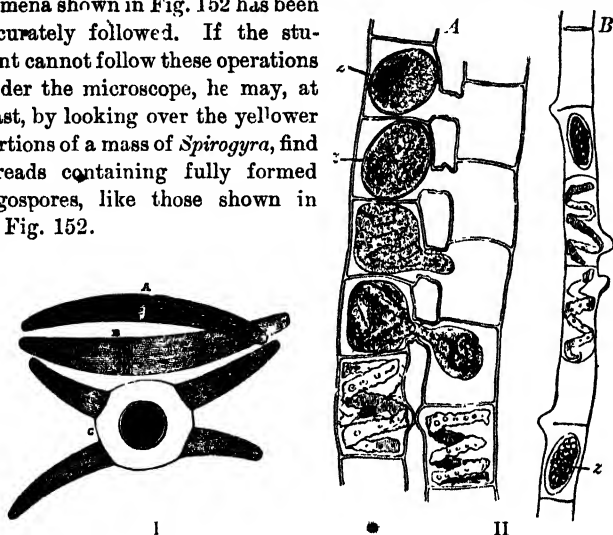 mena shown in Fig. 152 has been
curately followed. If the stu-
nt cannot follow these operations
der the microscope, he may, at
ast, by looking over the yellower
rtions of a mass of Spirogyra, find
reads containing fully formed
gospores, like those shown in
Fig. 152.
A
B
z
z
A
B
C
z
I
II